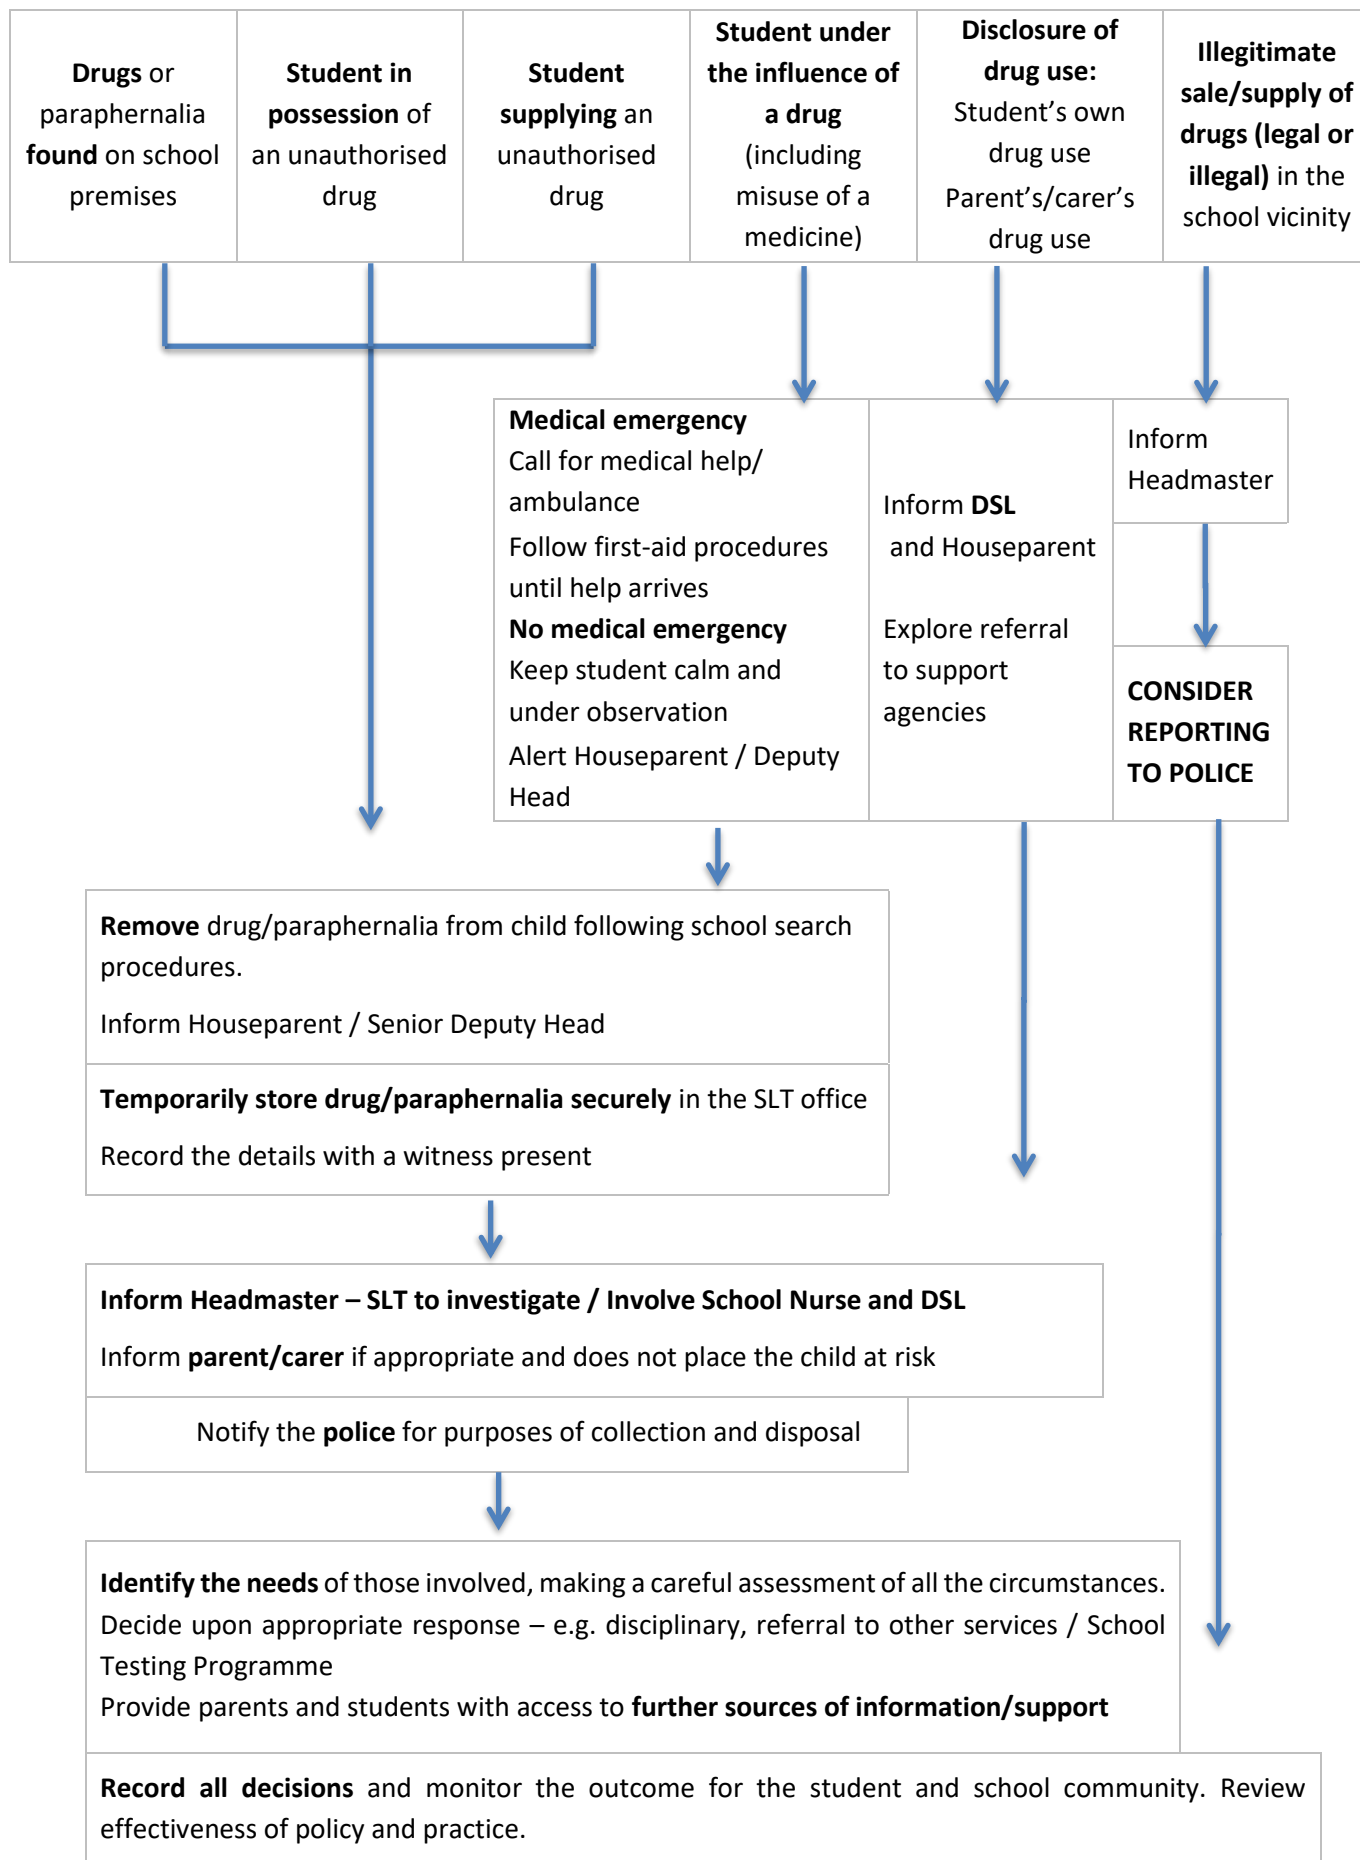 Drugs or
paraphernalia
found on school
premises
Student in
possession of
an unauthorised
drug
Student
supplying an
unauthorised
drug
Student under
the influence of
a drug
(including
misuse of a
medicine)
Disclosure of
drug use:
Student’s own
drug use
Parent’s/carer’s
drug use
Illegitimate
sale/supply of
drugs (legal or
illegal) in the
school vicinity
Medical emergency
Call for medical help/
ambulance
Follow first-aid procedures
until help arrives
No medical emergency
Keep student calm and
under observation
Alert Houseparent / Deputy
Head
Inform DSL
and Houseparent
Explore referral
to support
agencies
Inform
Headmaster
CONSIDER
REPORTING
TO POLICE
Remove drug/paraphernalia from child following school search
procedures.
Inform Houseparent / Senior Deputy Head
Temporarily store drug/paraphernalia securely in the SLT office
Record the details with a witness present
Inform Headmaster – SLT to investigate / Involve School Nurse and DSL
Inform parent/carer if appropriate and does not place the child at risk
Notify the police for purposes of collection and disposal
Identify the needs of those involved, making a careful assessment of all the circumstances.
Decide upon appropriate response – e.g. disciplinary, referral to other services / School
Testing Programme
Provide parents and students with access to further sources of information/support
Record all decisions and monitor the outcome for the student and school community. Review
effectiveness of policy and practice.